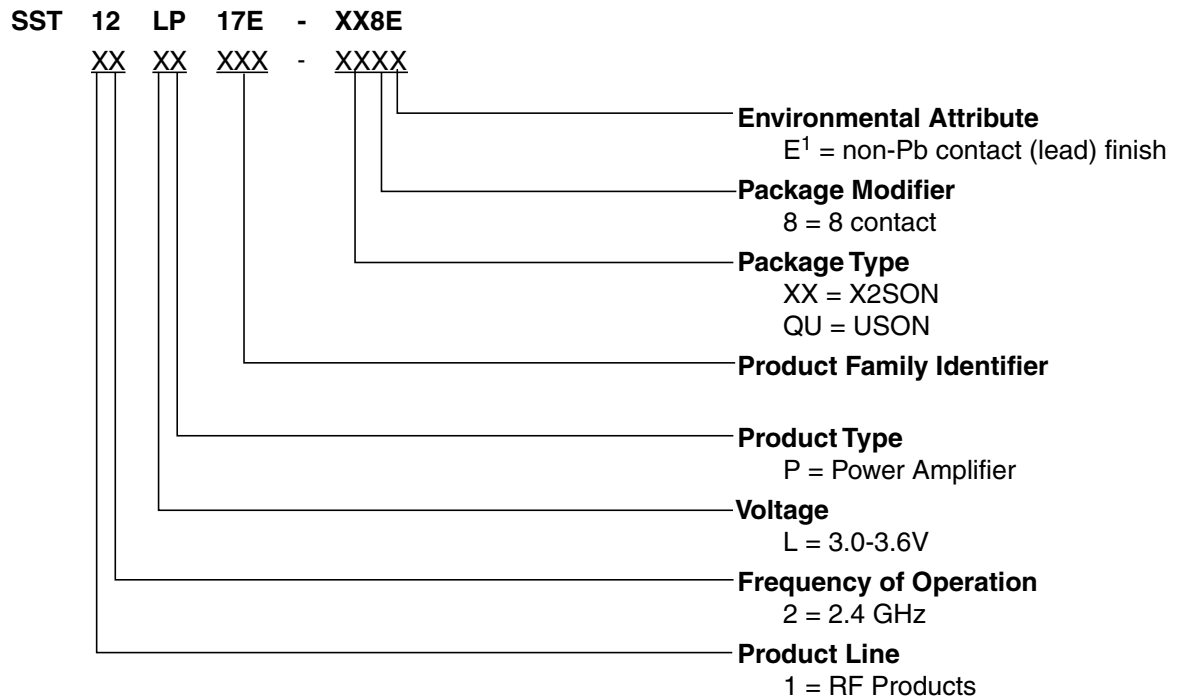 SST 12 LP 17E - XX8E
XX XX XXX - XXXX
Environmental Attribute
E1 = non-Pb contact (lead) finish
Package Modifier
8 = 8 contact
Package Type
XX = X2SON
QU = USON
Product Family Identifier
Product Type
P = Power Amplifier
Voltage
L = 3.0-3.6V
Frequency of Operation
2 = 2.4 GHz
Product Line
1 = RF Products